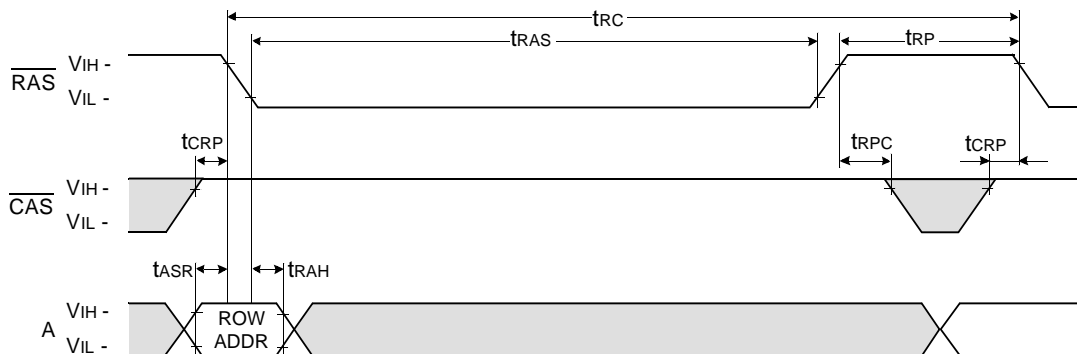 tRC
tRAS
tRP
RAS
VIH -
VIL -
tCRP
tRPC
tCRP
CAS
VIH -
VIL -
tASR
tRAH
A
VIH -
VIL -
ROW
ADDR